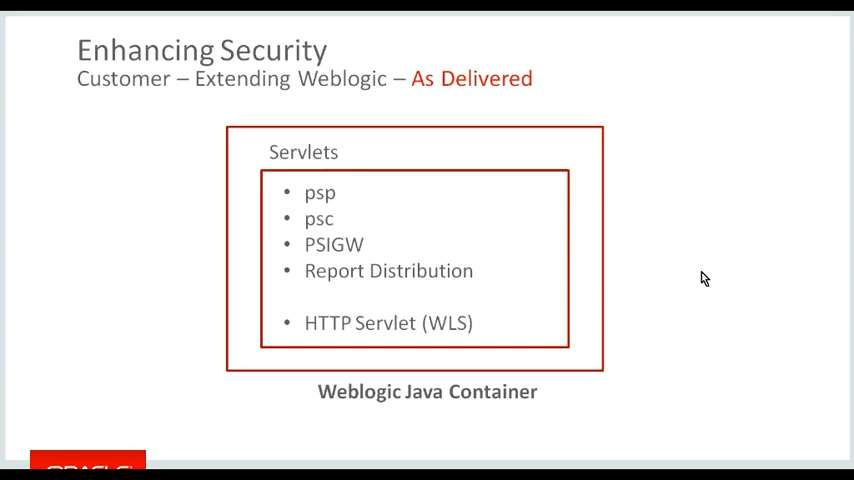 Enhancing Security
Customer – Extending Weblogic – As Delivered
Servlets
• psp
• psc
• PSIGW
• Report Distribution
• HTTP Servlet (WLS)
Weblogic Java Container
ORACLE